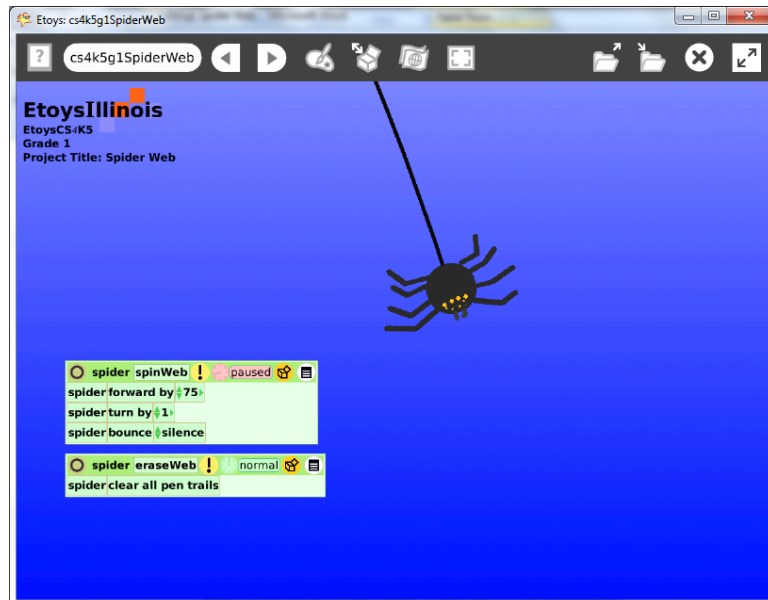 Etoys: cs4k5g1SpiderWeb
? cs4k5g1SpiderWeb
EtoysIllinois
EtoysCS4K5
Grade 1
Project Title: Spider Web
spider spinWeb ! paused
spider forward by 75
spider turn by 1
spider bounce silence
spider eraseWeb ! normal
spider clear all pen trails